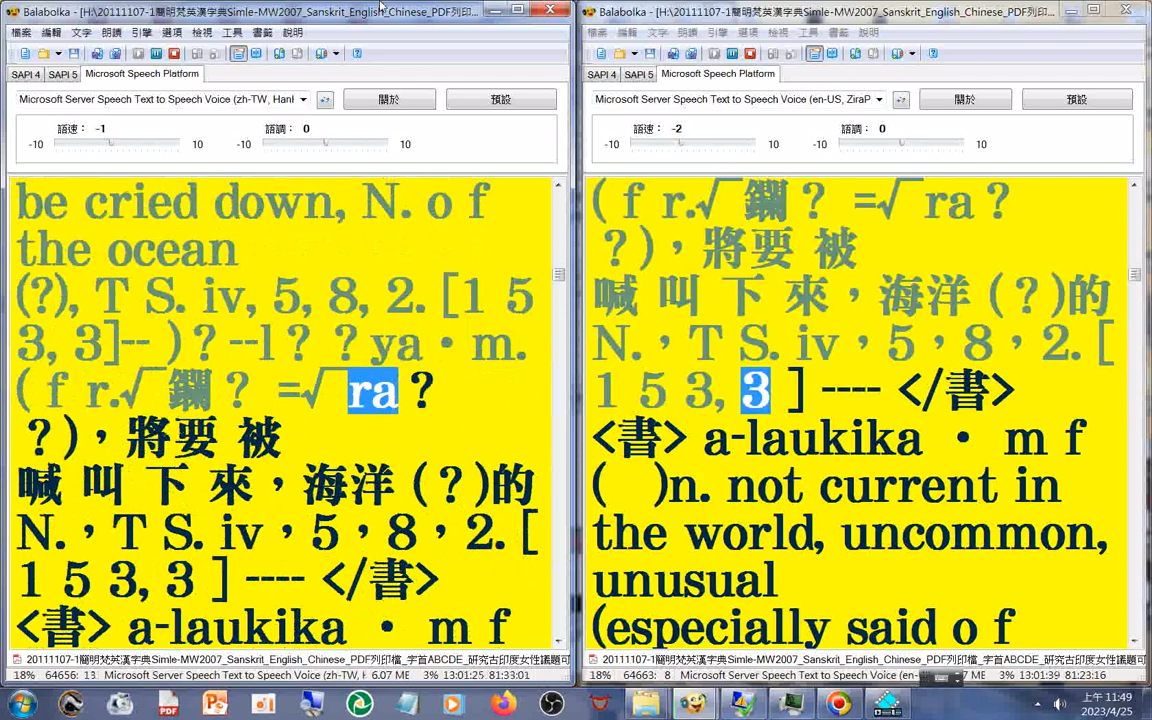 Balabolka - [H:\20111107-1簡明梵英漢字典Simle-MW2007_Sanskrit_English_Chinese_PDF列印...
檔案 編輯 文字 朗讀 引擎 選項 檢視 工具 書籤 說明
SAPI 4 SAPI 5 Microsoft Speech Platform
Microsoft Server Speech Text to Speech Voice (zh-TW, Hanl
關於 預設
語速： -1 語調： 0
-10 10 -10 10
be cried down, N. o f
the ocean
(?), T S. iv, 5, 8, 2. [1 5
3, 3]-- )？--l？？ya‧m.
( f r.√鑭？ =√ra？
？)，將要 被
喊 叫 下 來，海洋 (？)的
N.，T S. iv，5，8，2. [
1 5 3, 3 ] ---- </書>
<書> a-laukika ‧ m f
20111107-1簡明梵英漢字典Simle-MW2007_Sanskrit_English_Chinese_PDF列印檔_字首ABCDE_研究古印度女性議題可
18% 64656: 13 Microsoft Server Speech Text to Speech Voice (zh-TW, H 6.07 ME 3% 13:01:25 81:33:01
Balabolka - [H:\20111107-1簡明梵英漢字典Simle-MW2007_Sanskrit_English_Chinese_PDF列印...
檔案 編輯 文字 朗讀 引擎 選項 檢視 工具 書籤 說明
SAPI 4 SAPI 5 Microsoft Speech Platform
Microsoft Server Speech Text to Speech Voice (en-US, ZiraP
關於 預設
語速： -2 語調： 0
-10 10 -10 10
( f r.√鑭？ =√ra？
？)，將要 被
喊 叫 下 來，海洋 (？)的
N.，T S. iv，5，8，2. [
1 5 3, 3 ] ---- </書>
<書> a-laukika ‧ m f
( )n. not current in
the world, uncommon,
unusual
(especially said o f
20111107-1簡明梵英漢字典Simle-MW2007_Sanskrit_English_Chinese_PDF列印檔_字首ABCDE_研究古印度女性議題可
18% 64663: 8 Microsoft Server Speech Text to Speech Voice ME 3% 13:01:39 81:23:16
上午 11:49
2023/4/25